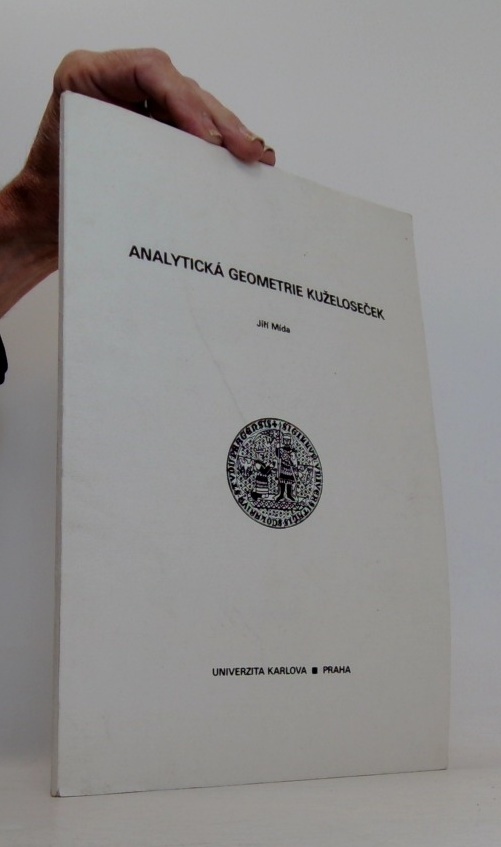 ANALYTICKÁ GEOMETRIE KUŽELOSEČEK
Jiří Mída
UNIVERZITA KARLOVA ■ PRAHA